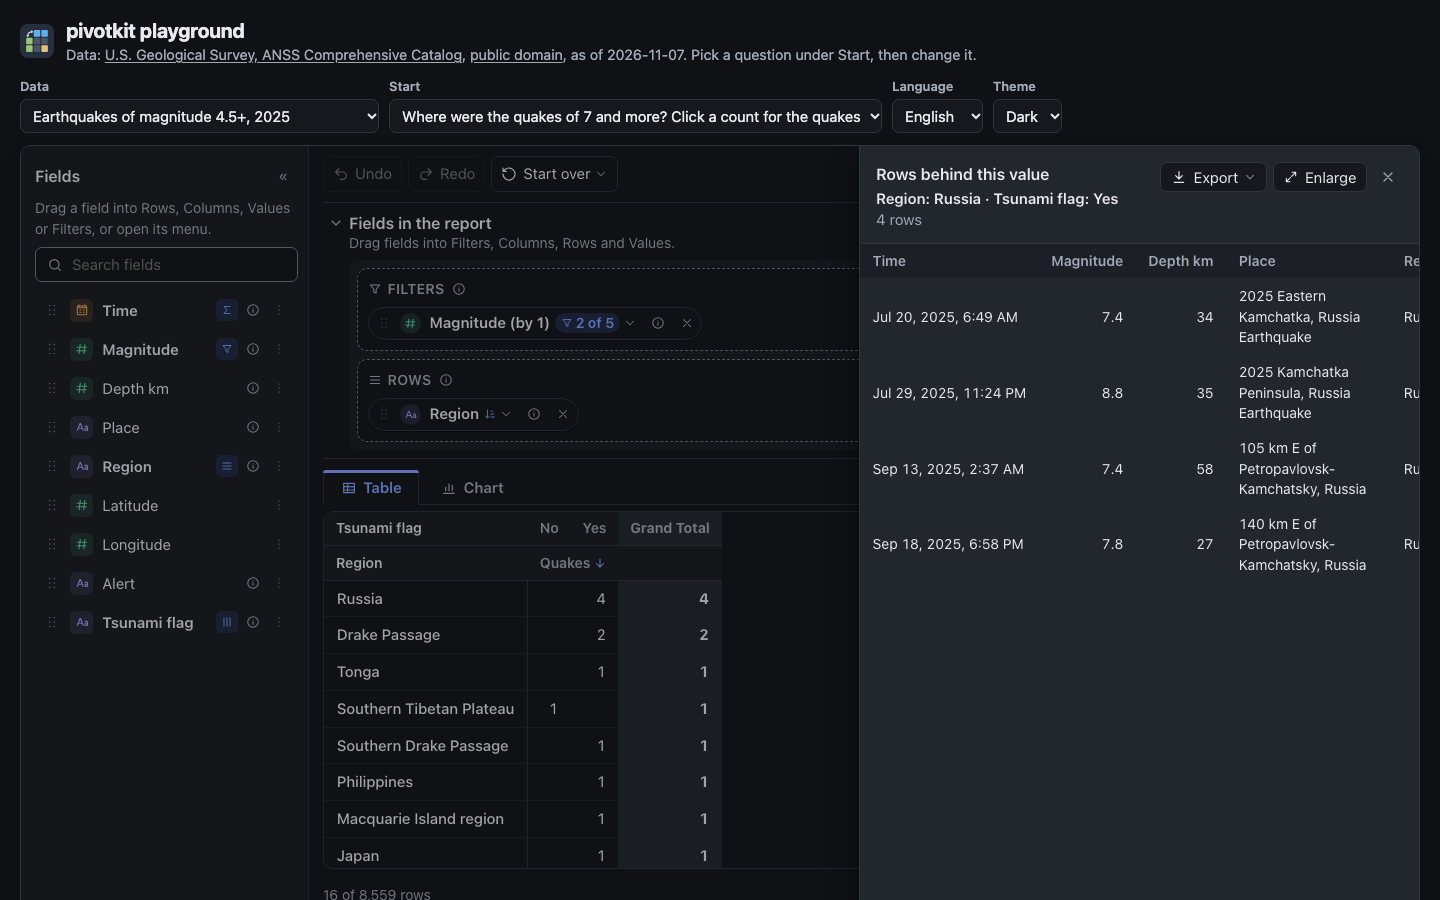 pivotkit playground
Data: U.S. Geological Survey, ANSS Comprehensive Catalog, public domain, as of 2026-11-07. Pick a question under Start, then change it.
Data
Start
Language
Theme
Earthquakes of magnitude 4.5+, 2025
Where were the quakes of 7 and more? Click a count for the quakes
English
Dark
Fields
«
Drag a field into Rows, Columns, Values
or Filters, or open its menu.
Search fields
Time
Σ
# Magnitude
# Depth km
Aa Place
Aa Region
# Latitude
# Longitude
Aa Alert
Aa Tsunami flag
Undo
Redo
Start over
Fields in the report
Drag fields into Filters, Columns, Rows and Values.
FILTERS
# Magnitude (by 1) 2 of 5
ROWS
Aa Region
Table
Chart
Tsunami flag No Yes Grand Total
Region Quakes ↓
Russia 4 4
Drake Passage 2 2
Tonga 1 1
Southern Tibetan Plateau 1 1
Southern Drake Passage 1 1
Philippines 1 1
Macquarie Island region 1 1
Japan 1 1
16 of 8,559 rows
Rows behind this value
Export
Enlarge
Region: Russia · Tsunami flag: Yes
4 rows
Time Magnitude Depth km Place Re
Jul 20, 2025, 6:49 AM 7.4 34 2025 Eastern
Kamchatka, Russia
Earthquake
Ru
Jul 29, 2025, 11:24 PM 8.8 35 2025 Kamchatka
Peninsula, Russia
Earthquake
Ru
Sep 13, 2025, 2:37 AM 7.4 58 105 km E of
Petropavlovsk-
Kamchatsky, Russia
Ru
Sep 18, 2025, 6:58 PM 7.8 27 140 km E of
Petropavlovsk-
Kamchatsky, Russia
Ru